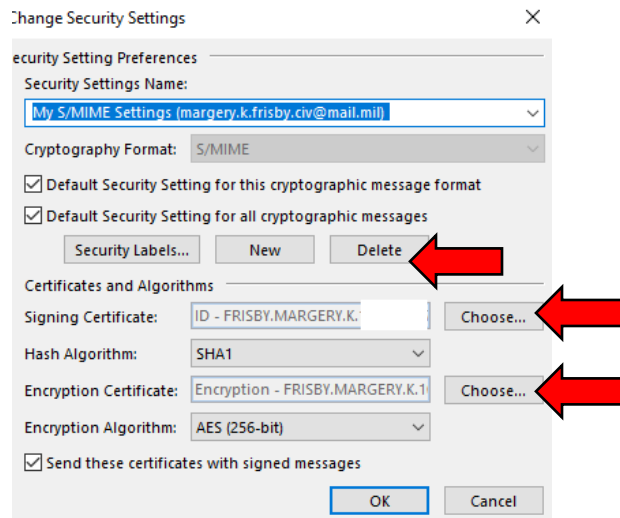 Change Security Settings
ecurity Setting Preferences
Security Settings Name:
My S/MIME Settings (margery.k.frisby.civ@mail.mil)
Cryptography Format: S/MIME
Default Security Setting for this cryptographic message format
Default Security Setting for all cryptographic messages
Security Labels... New Delete
Certificates and Algorithms
Signing Certificate: ID - FRISBY.MARGERY.K. Choose...
Hash Algorithm: SHA1
Encryption Certificate: Encryption - FRISBY.MARGERY.K.1 Choose...
Encryption Algorithm: AES (256-bit)
Send these certificates with signed messages
OK Cancel